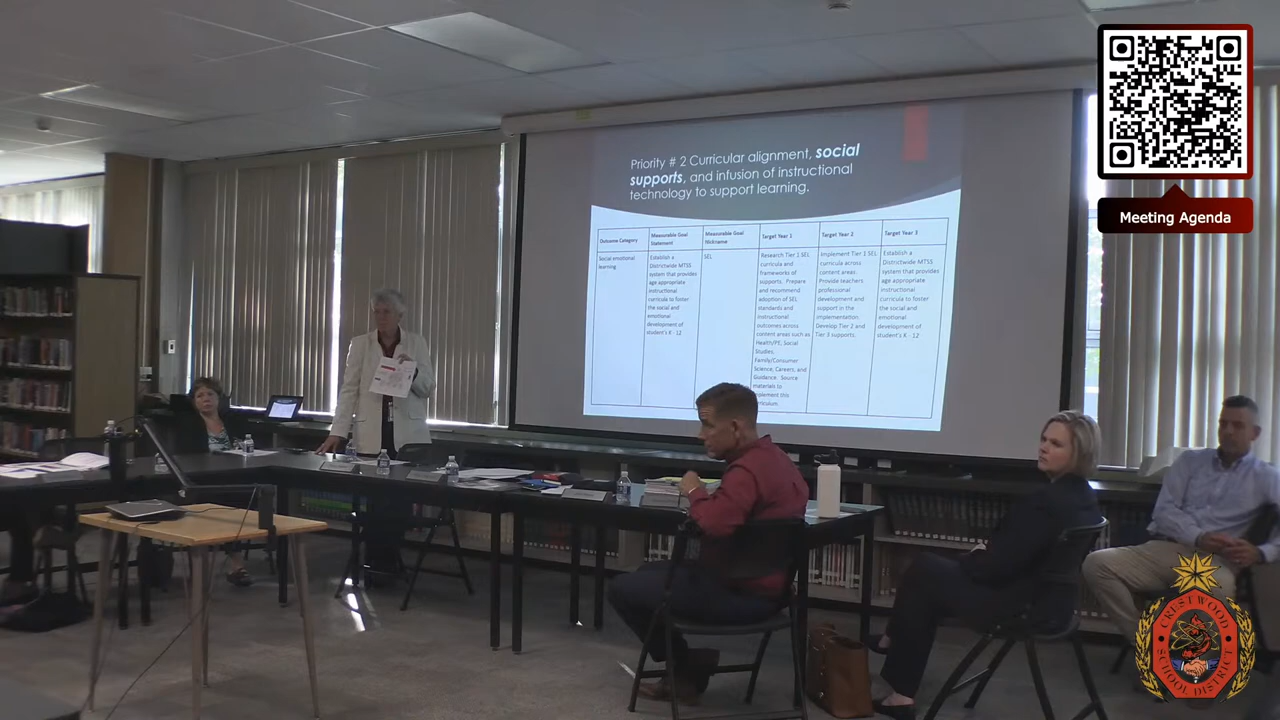 Meeting Agenda
Priority # 2 Curricular alignment, social
supports, and infusion of instructional
technology to support learning.
Outcome Category
Measurable Goal
Statement
Measurable Goal
Nickname
Target Year 1
Target Year 2
Target Year 3
Social emotional
learning
Establish a
Districtwide MTSS
system that provides
age appropriate
instructional
curricula to foster
the social and
emotional
development of
student's K - 12
SEL
Research Tier 1 SEL
curricula and
frameworks of
supports. Prepare
and recommend
adoption of SEL
standards and
instructional
outcomes across
content areas such as
Health/PE, Social
Studies,
Family/Consumer
Science, Careers, and
Guidance. Source
materials to
implement this
Implement Tier 1 SEL
curricula across
content areas.
Provide teachers
professional
development and
support in the
implementation.
Develop Tier 2 and
Tier 3 supports.
Establish a
Districtwide MTSS
system that provides
age appropriate
instructional
curricula to foster
the social and
emotional
development of
student's K - 12
CRESTWOOD
SCHOOL DISTRICT